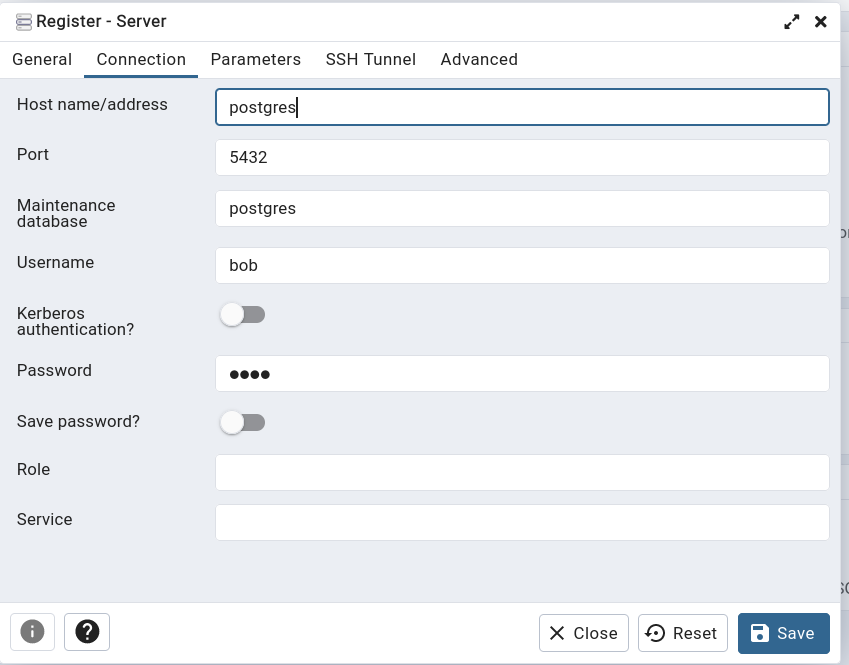 Register - Server
General Connection Parameters SSH Tunnel Advanced
Host name/address postgres
Port 5432
Maintenance
database postgres
Username bob
Kerberos
authentication?
Password ●●●●
Save password?
Role
Service
Close Reset Save